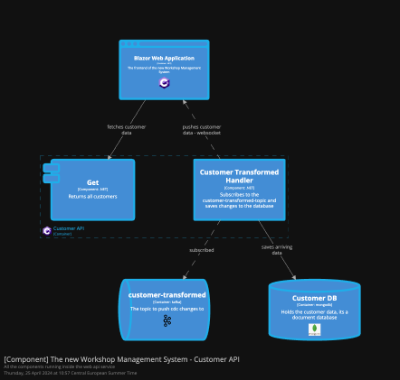 Blazor Web Application
The frontend of the new Workshop Management
System
fetches customer
data
pushes customer
data - websocket
Get
[Component: .NET]
Returns all customers
Customer Transformed
Handler
[Component: .NET]
Subscribes to the
customer-transformed-topic and
saves changes to the database
Customer API
[Container]
subscribed
saves arriving
data
customer-transformed
[Container: kafka]
The topic to push cdc changes to
Customer DB
[Container: mongodb]
Holds the customer data, its a
document database
[Component] The new Workshop Management System - Customer API
All the components running inside the web api service
Thursday, 25 April 2024 at 15:57 Central European Summer Time